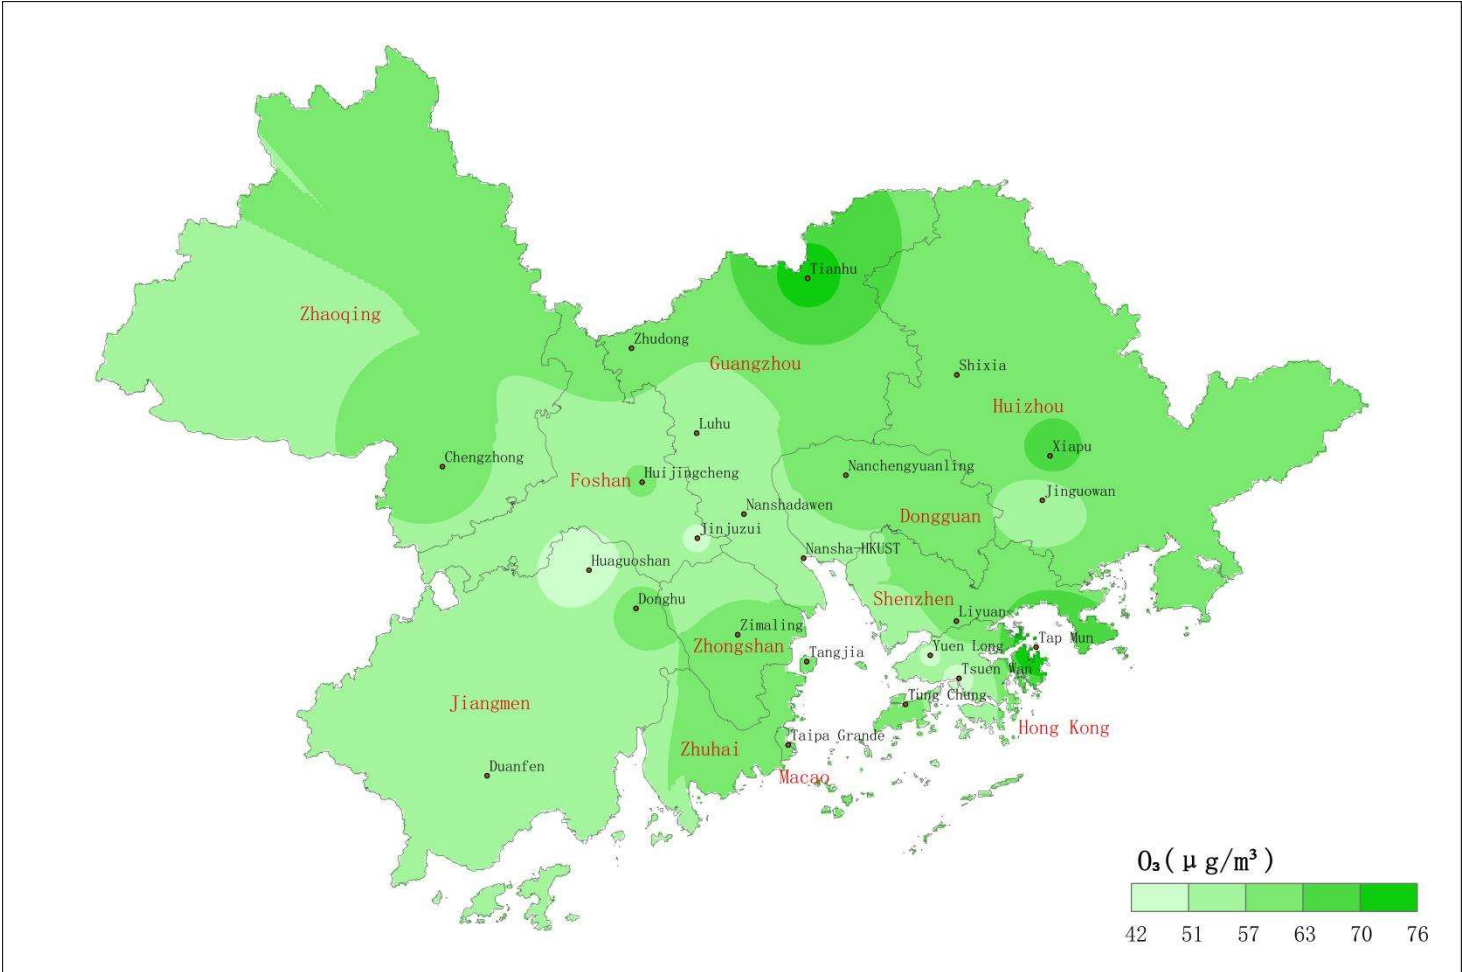 Tianhu
Zhaoqing
Zhudong
Guangzhou
Shixia
Huizhou
Luhu
Xiapu
Chengzhong
Huijingcheng
Nanchengyuanling
Foshan
Jinguowan
Nanshadawen
Dongguan
Jinjuzui
Nansha-HKUST
Huaguoshan
Donghu
Shenzhen
Liyuan
Zimaling
Tap Mun
Zhongshan
Yuen Long
Tangjia
Tsuen Wan
Tung Chung
Jiangmen
Hong Kong
Taipa Grande
Zhuhai
Duanfen
Macao
O₃(μg/m³)
42 51 57 63 70 76